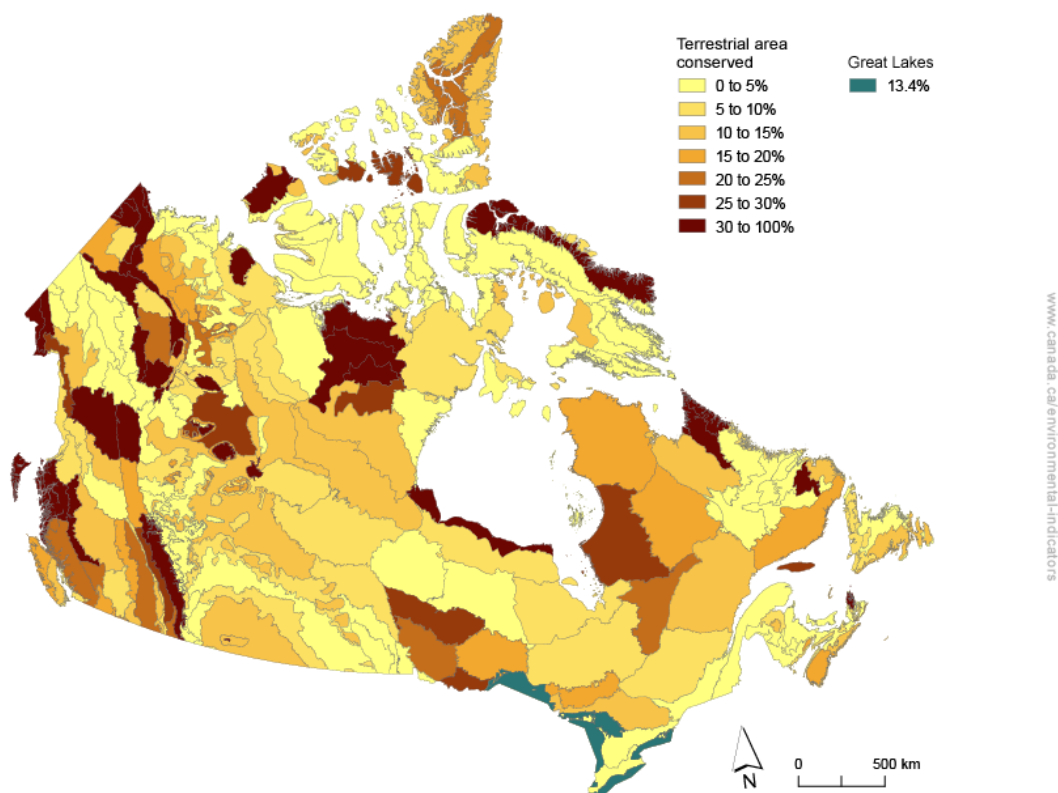 Terrestrial area
conserved
0 to 5%
5 to 10%
10 to 15%
15 to 20%
20 to 25%
25 to 30%
30 to 100%
Great Lakes
13.4%
www.canada.ca/environmental-indicators
N
0 500 km